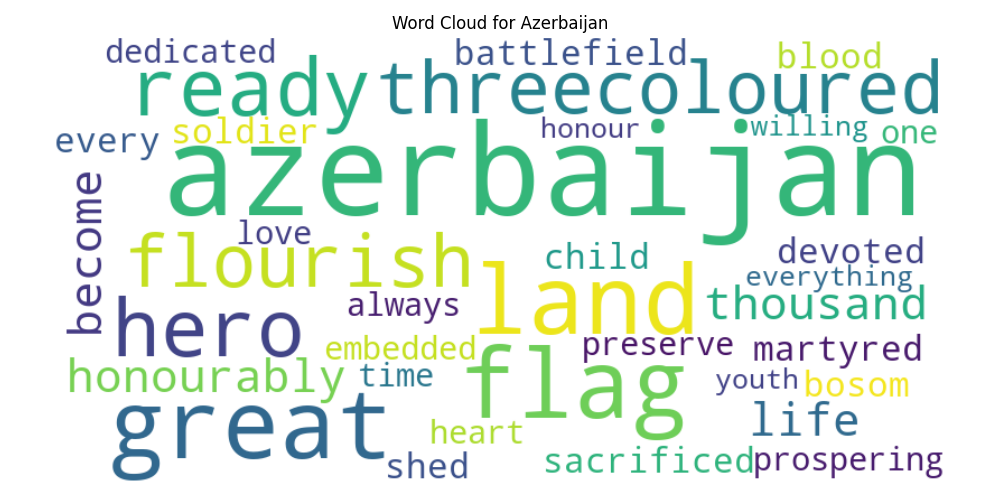 Word Cloud for Azerbaijan
dedicated battlefield blood
ready threecoloured
every soldier honour willing one
azerbaijan
become
love
flourish child devoted
everything
hero always land thousand
embedded preserve martyred
honourably time flag youth bosom
great life
heart
shed sacrificed prospering